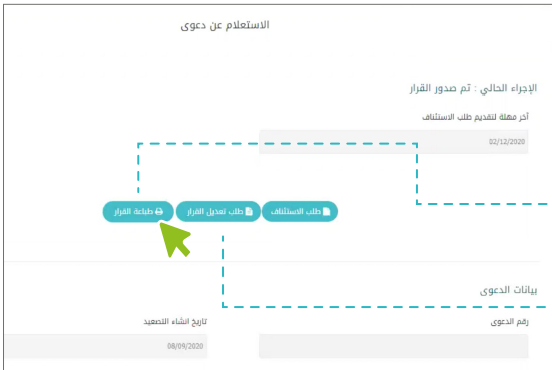 الاستعلام عن دعوى
الإجراء الحالي : تم صدور القرار
آخر مهلة لتقديم طلب الاستئناف
02/12/2020
طلب الاستئناف
طلب تعديل القرار
طباعة القرار
بيانات الدعوى
رقم الدعوى
تاريخ انشاء التصعيد
08/09/2020